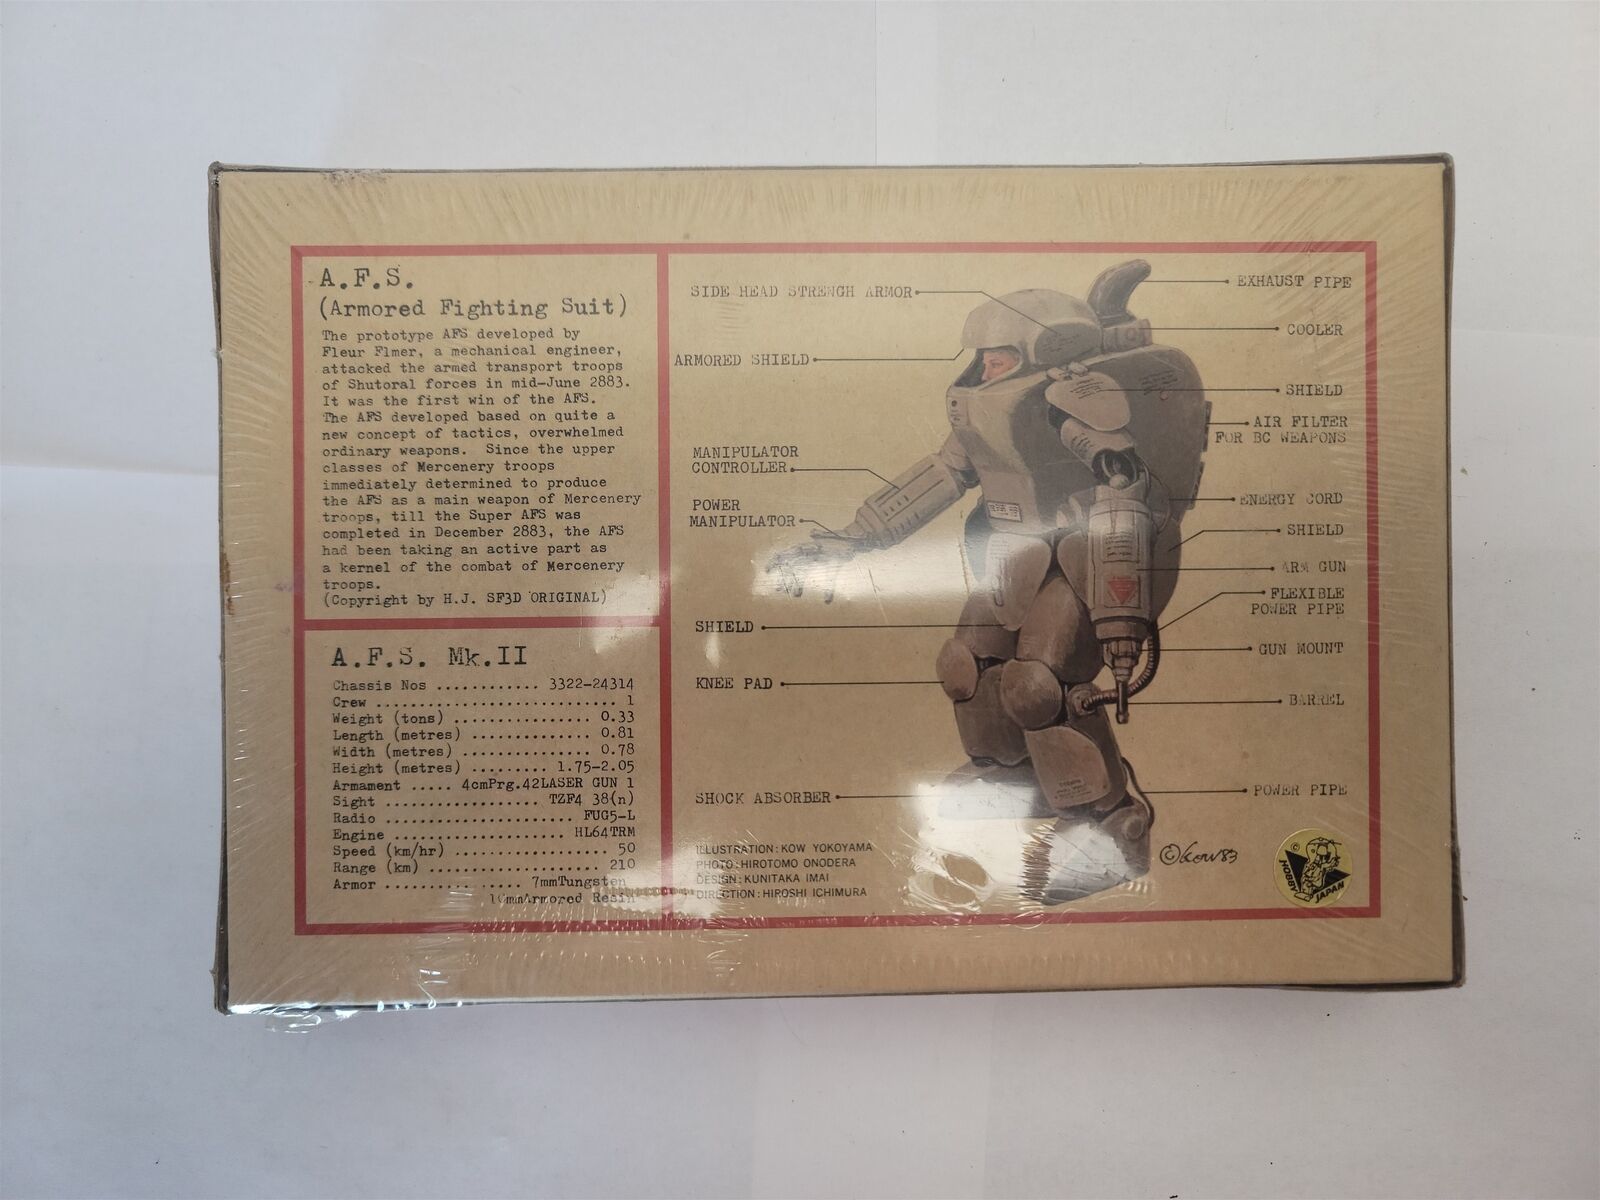 A.F.S.
(Armored Fighting Suit)
The prototype AFS developed by
Fleur Flmer, a mechanical engineer,
attacked the armed transport troops
of Shutoral forces in mid-June 2883.
It was the first win of the AFS.
The AFS developed based on quite a
new concept of tactics, overwhelmed
ordinary weapons. Since the upper
classes of Mercenery troops
immediately determined to produce
the AFS as a main weapon of Mercenery
troops, till the Super AFS was
completed in December 2883, the AFS
had been taking an active part as
a kernel of the combat of Mercenery
troops.
(Copyright by H.J. SF3D ORIGINAL)
A.F.S. Mk.II
Chassis Nos ............ 3322-24314
Crew ............................ 1
Weight (tons) ................ 0.33
Length (metres) .............. 0.81
Width (metres) ............... 0.78
Height (metres) ......... 1.75-2.05
Armament ..... 4cmPrg.42LASER GUN 1
Sight .................. TZF4 38(n)
Radio ...................... FUG5-L
Engine .................... HL64TRM
Speed (km/hr) .................. 50
Range (km) .................... 210
Armor ................ 7mmTungsten
10mmArmored Resin
SIDE HEAD STRENGH ARMOR
ARMORED SHIELD
MANIPULATOR
CONTROLLER
POWER
MANIPULATOR
SHIELD
KNEE PAD
SHOCK ABSORBER
EXHAUST PIPE
COOLER
SHIELD
AIR FILTER
FOR BC WEAPONS
ENERGY CORD
SHIELD
ARM GUN
FLEXIBLE
POWER PIPE
GUN MOUNT
BARREL
POWER PIPE
ILLUSTRATION:KOW YOKOYAMA
PHOTO:HIROTOMO ONODERA
DESIGN:KUNITAKA IMAI
DIRECTION:HIROSHI ICHIMURA
©Kow83
©
HOBBY
JAPAN